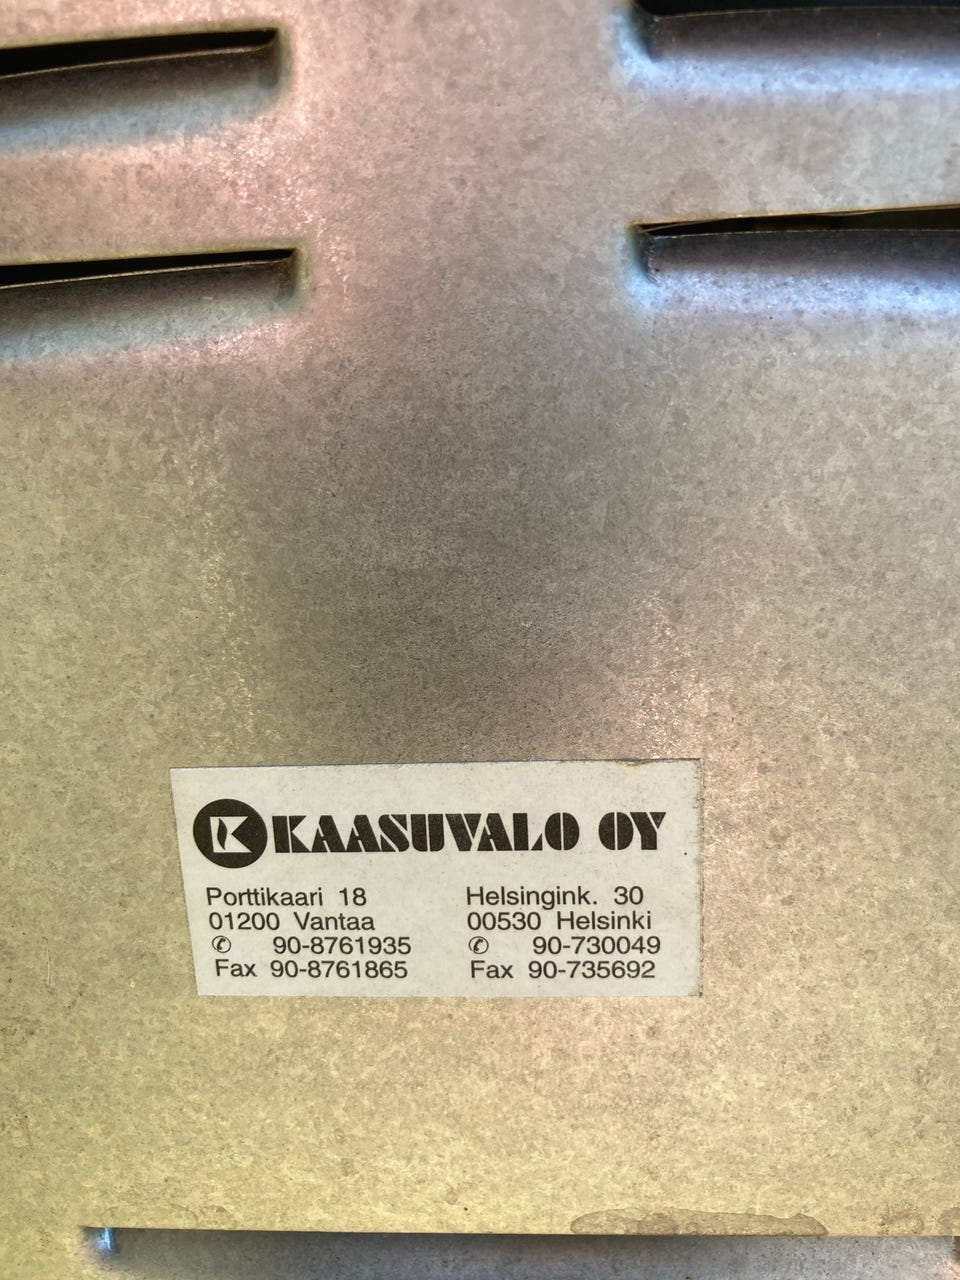 K KAASUVALO OY
Porttikaari 18
01200 Vantaa
✆ 90-8761935
Fax 90-8761865
Helsingink. 30
00530 Helsinki
✆ 90-730049
Fax 90-735692